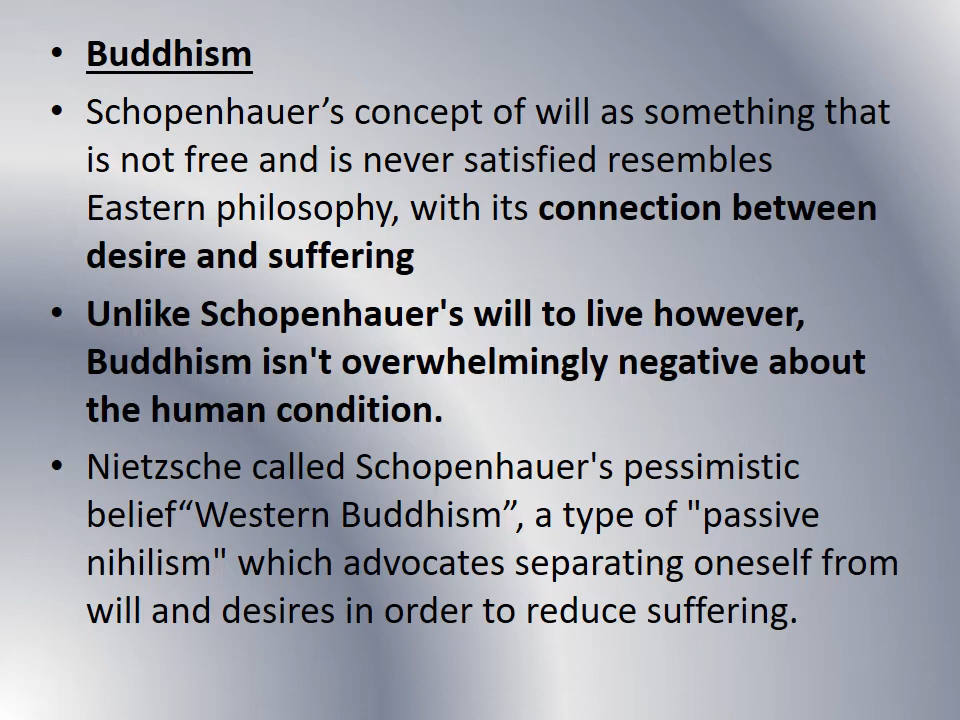 • Buddhism
• Schopenhauer’s concept of will as something that
is not free and is never satisfied resembles
Eastern philosophy, with its connection between
desire and suffering
• Unlike Schopenhauer's will to live however,
Buddhism isn't overwhelmingly negative about
the human condition.
• Nietzsche called Schopenhauer's pessimistic
belief“Western Buddhism”, a type of "passive
nihilism" which advocates separating oneself from
will and desires in order to reduce suffering.